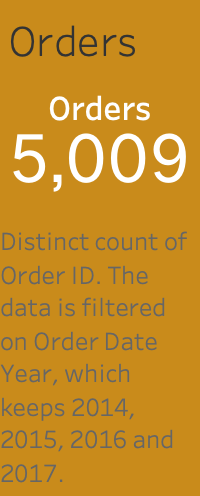 Orders
Orders
5,009
Distinct count of
Order ID. The
data is filtered
on Order Date
Year, which
keeps 2014,
2015, 2016 and
2017.